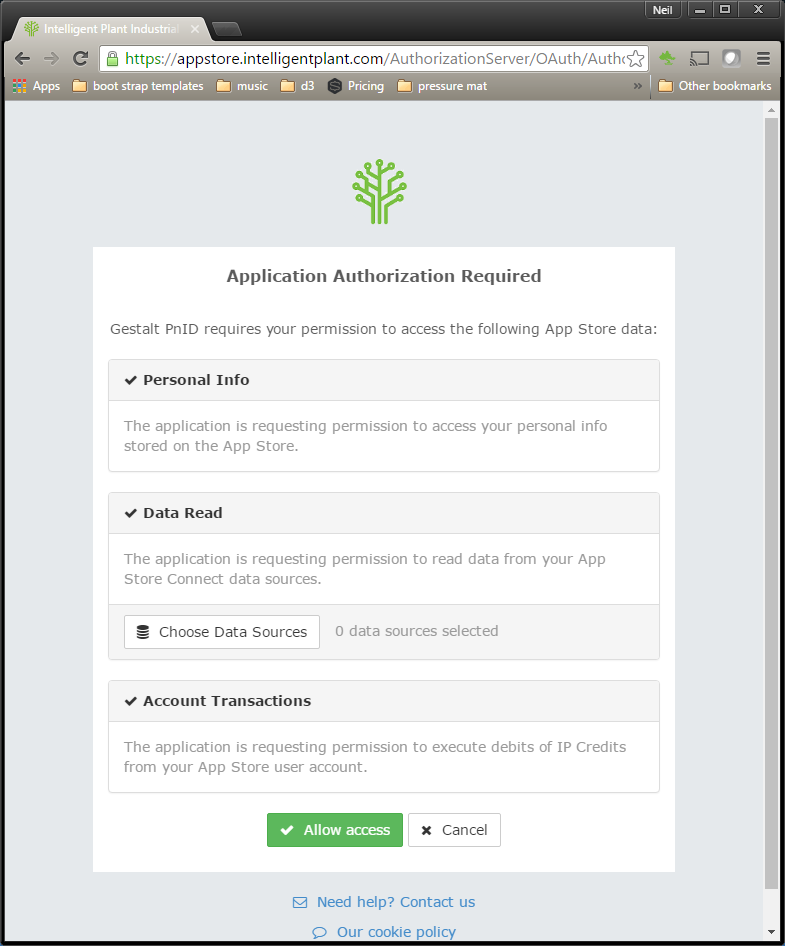 Neil
Intelligent Plant Industrial
https://appstore.intelligentplant.com/AuthorizationServer/OAuth/Autho
Apps boot strap templates music d3 Pricing pressure mat » Other bookmarks
Application Authorization Required
Gestalt PnID requires your permission to access the following App Store data:
Personal Info
The application is requesting permission to access your personal info
stored on the App Store.
Data Read
The application is requesting permission to read data from your App
Store Connect data sources.
Choose Data Sources 0 data sources selected
Account Transactions
The application is requesting permission to execute debits of IP Credits
from your App Store user account.
Allow access Cancel
Need help? Contact us
Our cookie policy